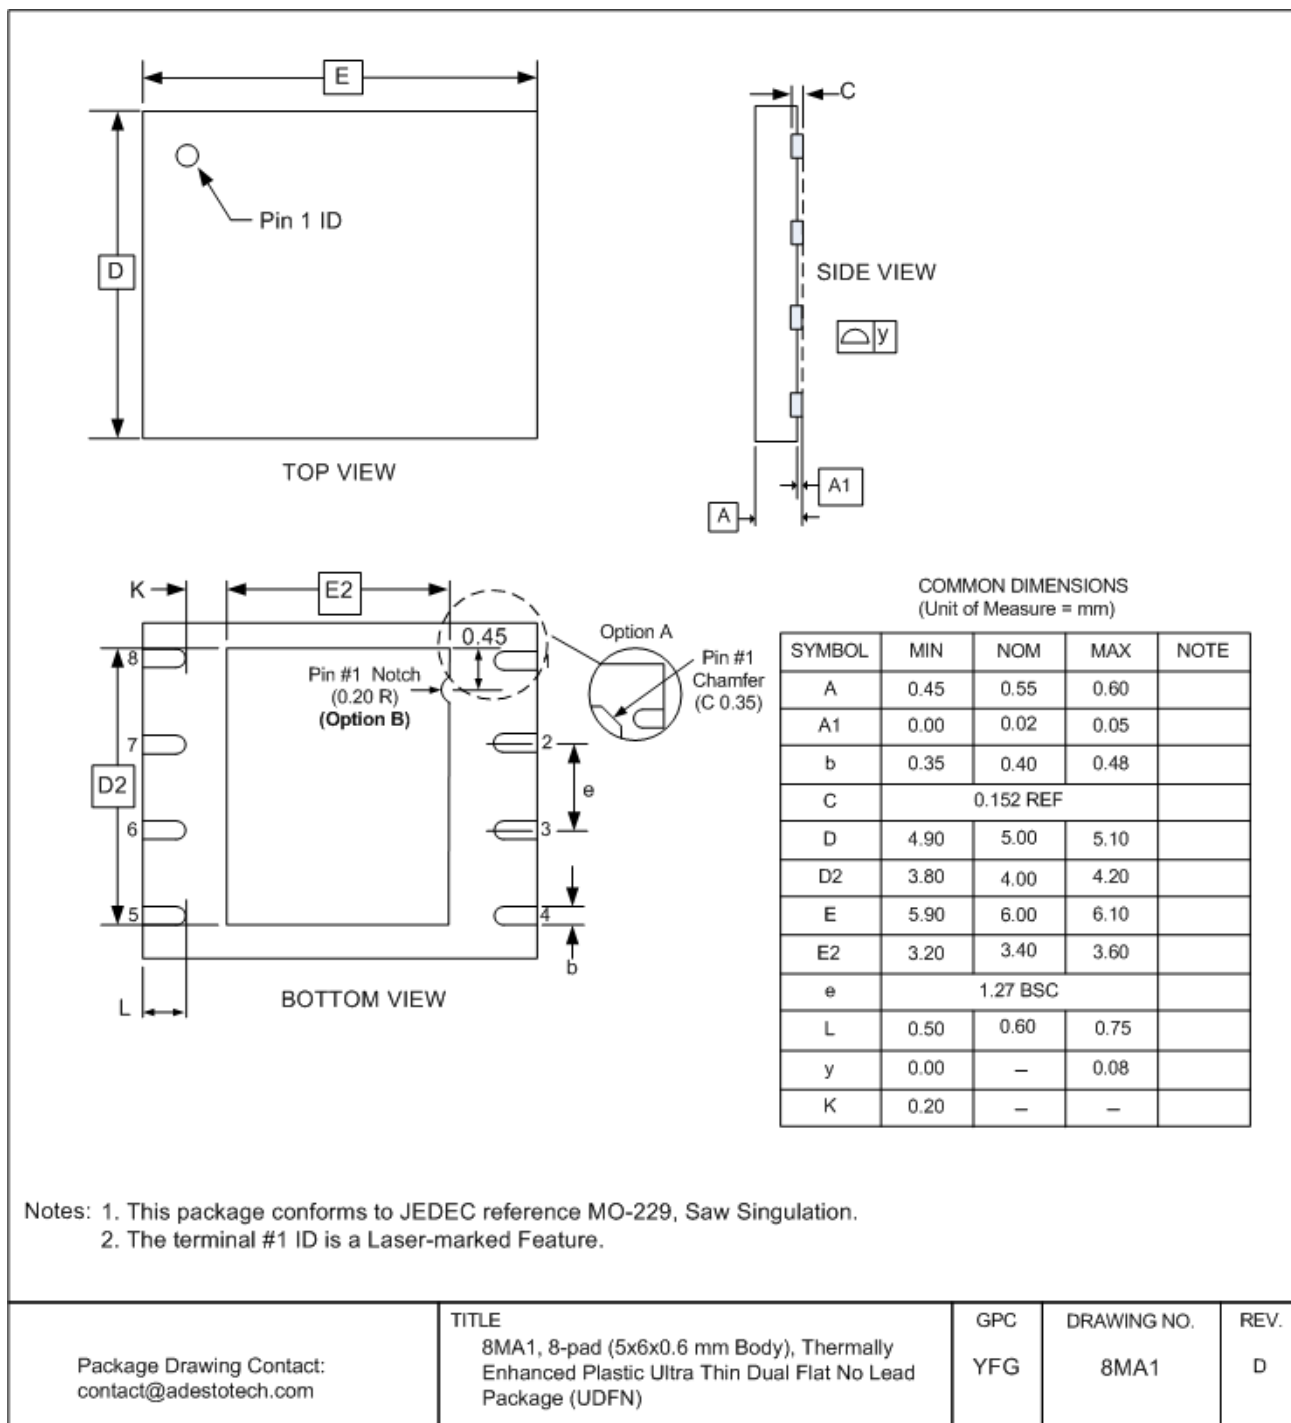 E
C
Pin 1 ID
D
SIDE VIEW
y
TOP VIEW
A1
A
K
E2
COMMON DIMENSIONS
(Unit of Measure = mm)
0.45
Option A
8
1
Pin #1 Notch
(0.20 R)
(Option B)
Pin #1
Chamfer
(C 0.35)
7
2
D2
e
6
3
5
4
b
L
BOTTOM VIEW
SYMBOL MIN NOM MAX NOTE
A 0.45 0.55 0.60
A1 0.00 0.02 0.05
b 0.35 0.40 0.48
C 0.152 REF
D 4.90 5.00 5.10
D2 3.80 4.00 4.20
E 5.90 6.00 6.10
E2 3.20 3.40 3.60
e 1.27 BSC
L 0.50 0.60 0.75
y 0.00 – 0.08
K 0.20 – –
Notes: 1. This package conforms to JEDEC reference MO-229, Saw Singulation.
2. The terminal #1 ID is a Laser-marked Feature.
Package Drawing Contact:
contact@adestotech.com
TITLE
8MA1, 8-pad (5x6x0.6 mm Body), Thermally
Enhanced Plastic Ultra Thin Dual Flat No Lead
Package (UDFN)
GPC
YFG
DRAWING NO.
8MA1
REV.
D